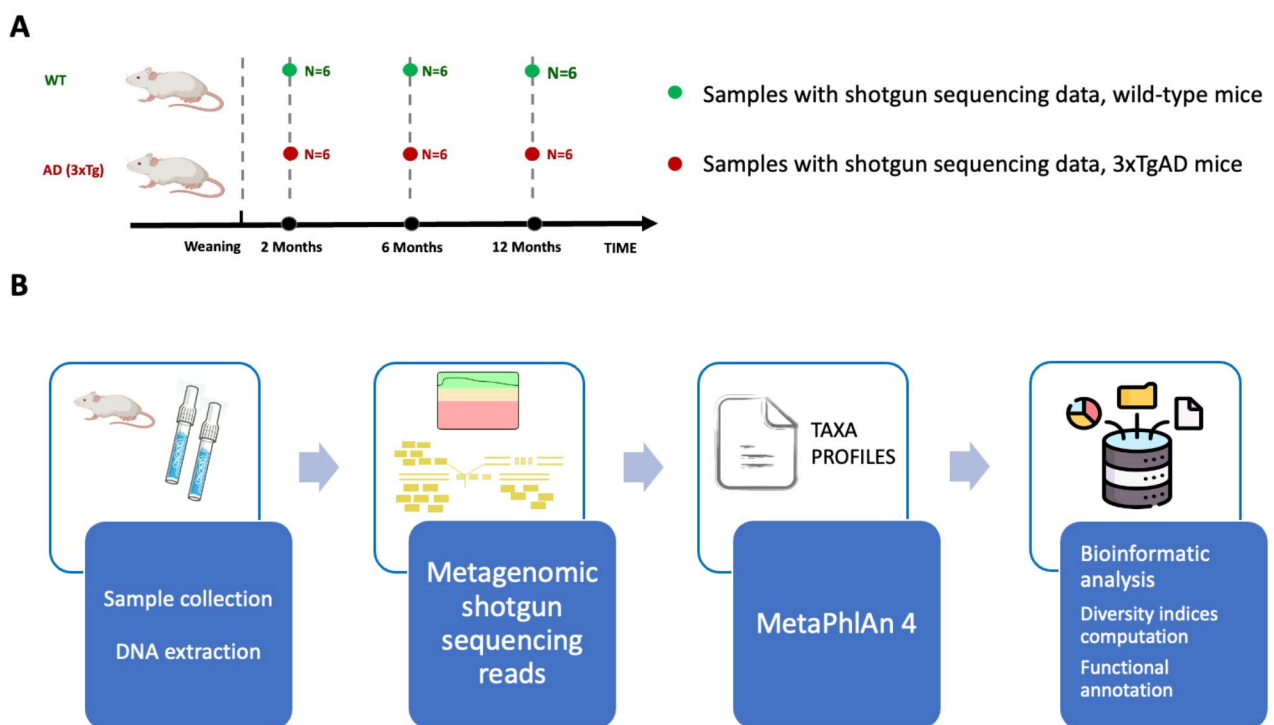 A
WT
N=6
N=6
N=6
Samples with shotgun sequencing data, wild-type mice
AD (3xTg)
N=6
N=6
N=6
Samples with shotgun sequencing data, 3xTgAD mice
Weaning
2 Months
6 Months
12 Months
TIME
B
Sample collection
DNA extraction
Metagenomic
shotgun
sequencing
reads
TAXA
PROFILES
MetaPhlAn 4
Bioinformatic
analysis
Diversity indices
computation
Functional
annotation